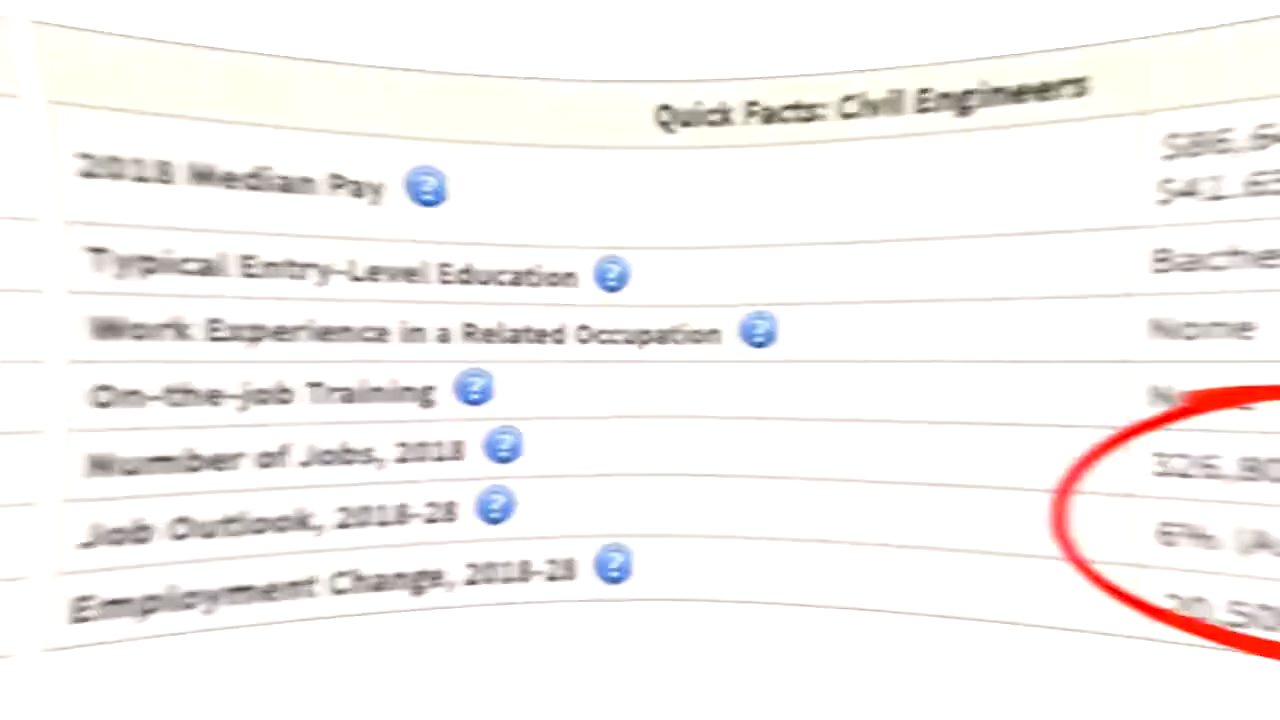 Quick Facts: Civil Engineers
2018 Median Pay
Typical Entry-Level Education
Work Experience in a Related Occupation
None
On-the-job Training
Number of Jobs, 2018
Job Outlook, 2018-28
6%
Employment Change, 2018-28